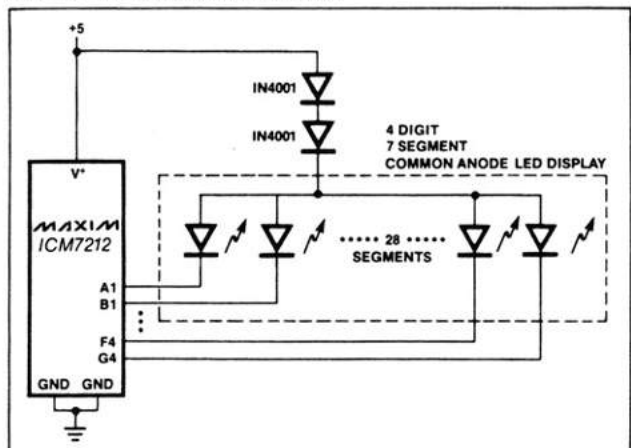 +5
IN4001
IN4001
4 DIGIT
7 SEGMENT
COMMON ANODE LED DISPLAY
V+
MAXIM
ICM7212
28
SEGMENTS
A1
B1
F4
G4
GND GND